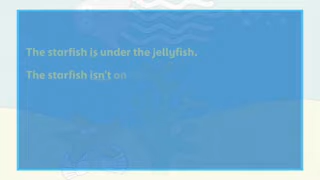 The starfish is under the jellyfish.
The starfish isn't on